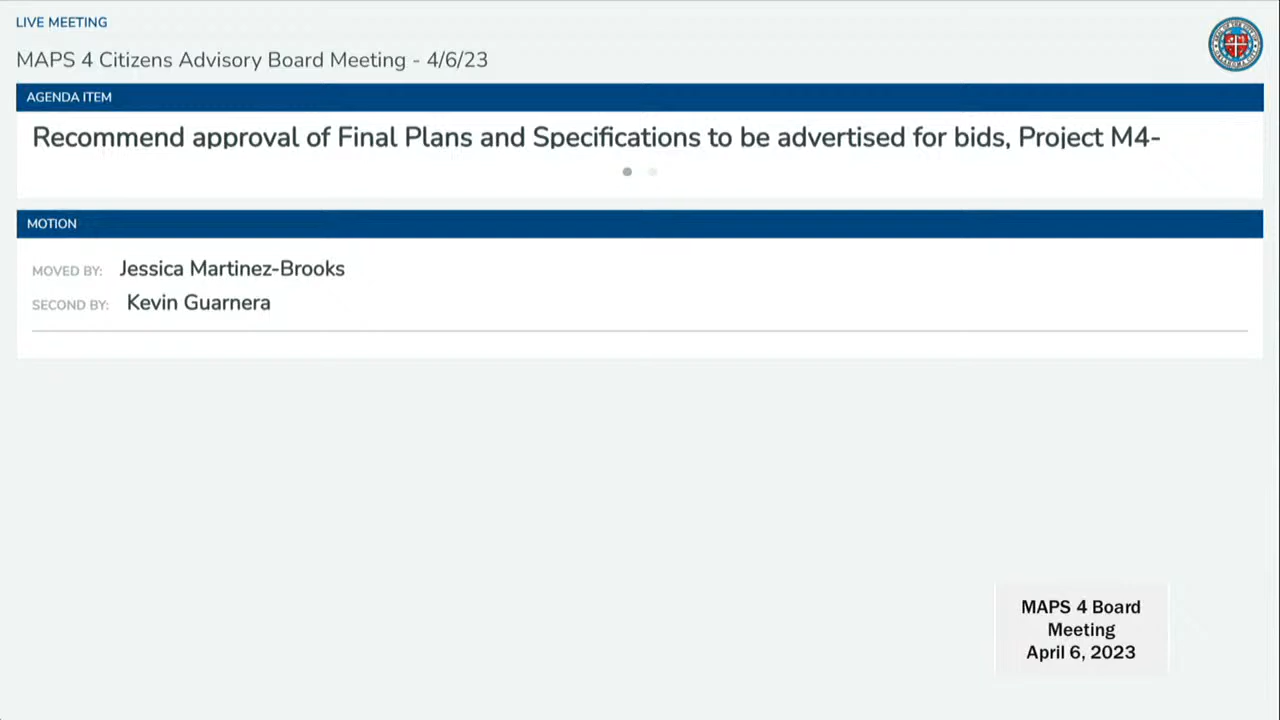 LIVE MEETING
MAPS 4 Citizens Advisory Board Meeting - 4/6/23
AGENDA ITEM
Recommend approval of Final Plans and Specifications to be advertised for bids, Project M4-
MOTION
MOVED BY: Jessica Martinez-Brooks
SECOND BY: Kevin Guarnera
MAPS 4 Board
Meeting
April 6, 2023